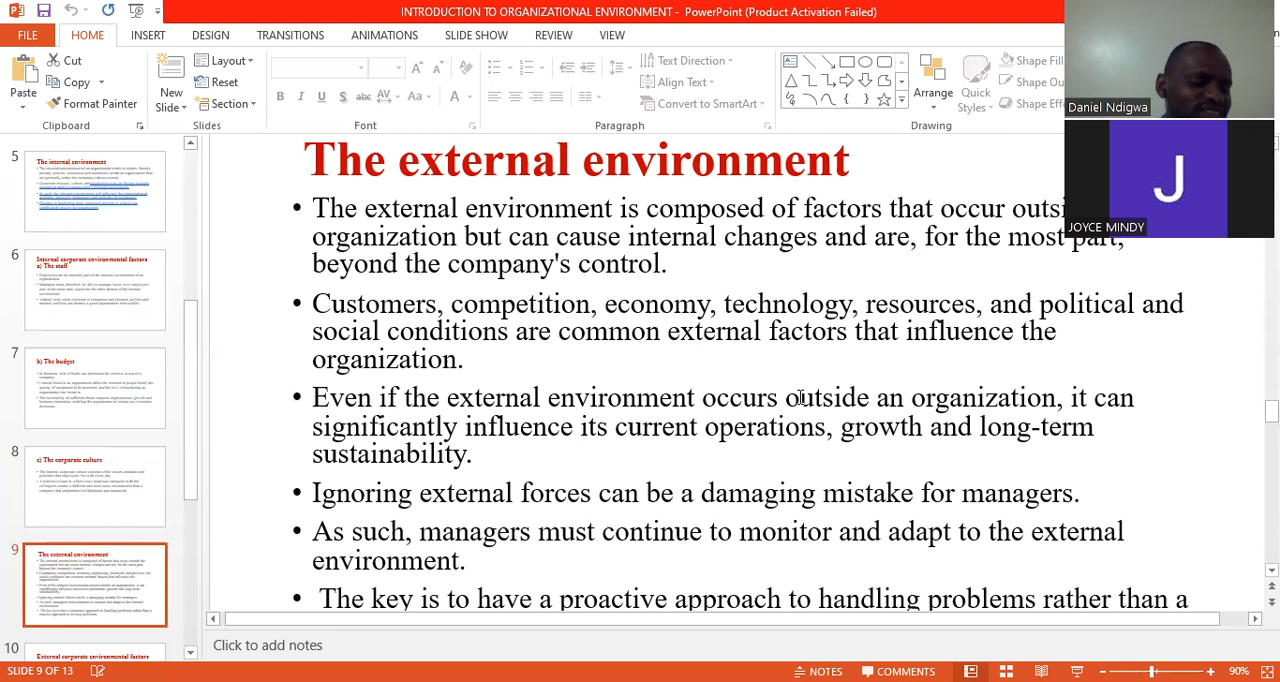 INTRODUCTION TO ORGANIZATIONAL ENVIRONMENT - PowerPoint (Product Activation Failed)
FILE HOME INSERT DESIGN TRANSITIONS ANIMATIONS SLIDE SHOW REVIEW VIEW
Cut
Copy
Format Painter
Paste
Clipboard
New
Slide
Layout
Reset
Section
Slides
B I U S abc AV Aa A
Font
Text Direction
Align Text
Convert to SmartArt
Paragraph
Arrange
Quick
Styles
Shape Fill
Shape Ou
Shape Effe
Drawing
Daniel Ndigwa
J
JOYCE MINDY
5
The internal environment
6
Internal corporate environmental factors
a) The staff
7
b) The budget
8
c) The corporate culture
9
The external environment
10
External corporate environmental factors
The external environment
• The external environment is composed of factors that occur outsi
organization but can cause internal changes and are, for the most part,
beyond the company's control.
• Customers, competition, economy, technology, resources, and political and
social conditions are common external factors that influence the
organization.
• Even if the external environment occurs outside an organization, it can
significantly influence its current operations, growth and long-term
sustainability.
• Ignoring external forces can be a damaging mistake for managers.
• As such, managers must continue to monitor and adapt to the external
environment.
• The key is to have a proactive approach in handling problems rather than a
Click to add notes
SLIDE 9 OF 13
NOTES
COMMENTS
90%